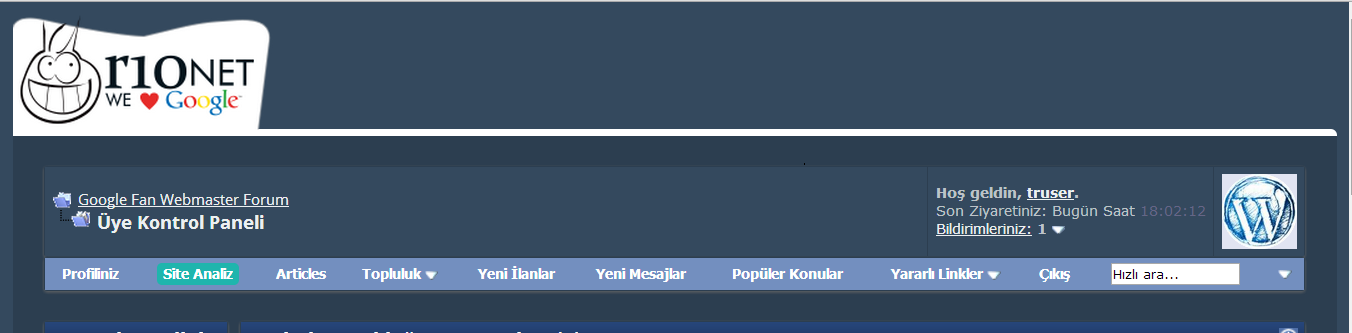 r10NET
WE Google™
Google Fan Webmaster Forum
Üye Kontrol Paneli
Hoş geldin, truser.
Son Ziyaretiniz: Bugün Saat 18:02:12
Bildirimleriniz: 1
Profiliniz Site Analiz Articles Topluluk Yeni İlanlar Yeni Mesajlar Popüler Konular Yararlı Linkler Çıkış Hızlı ara...